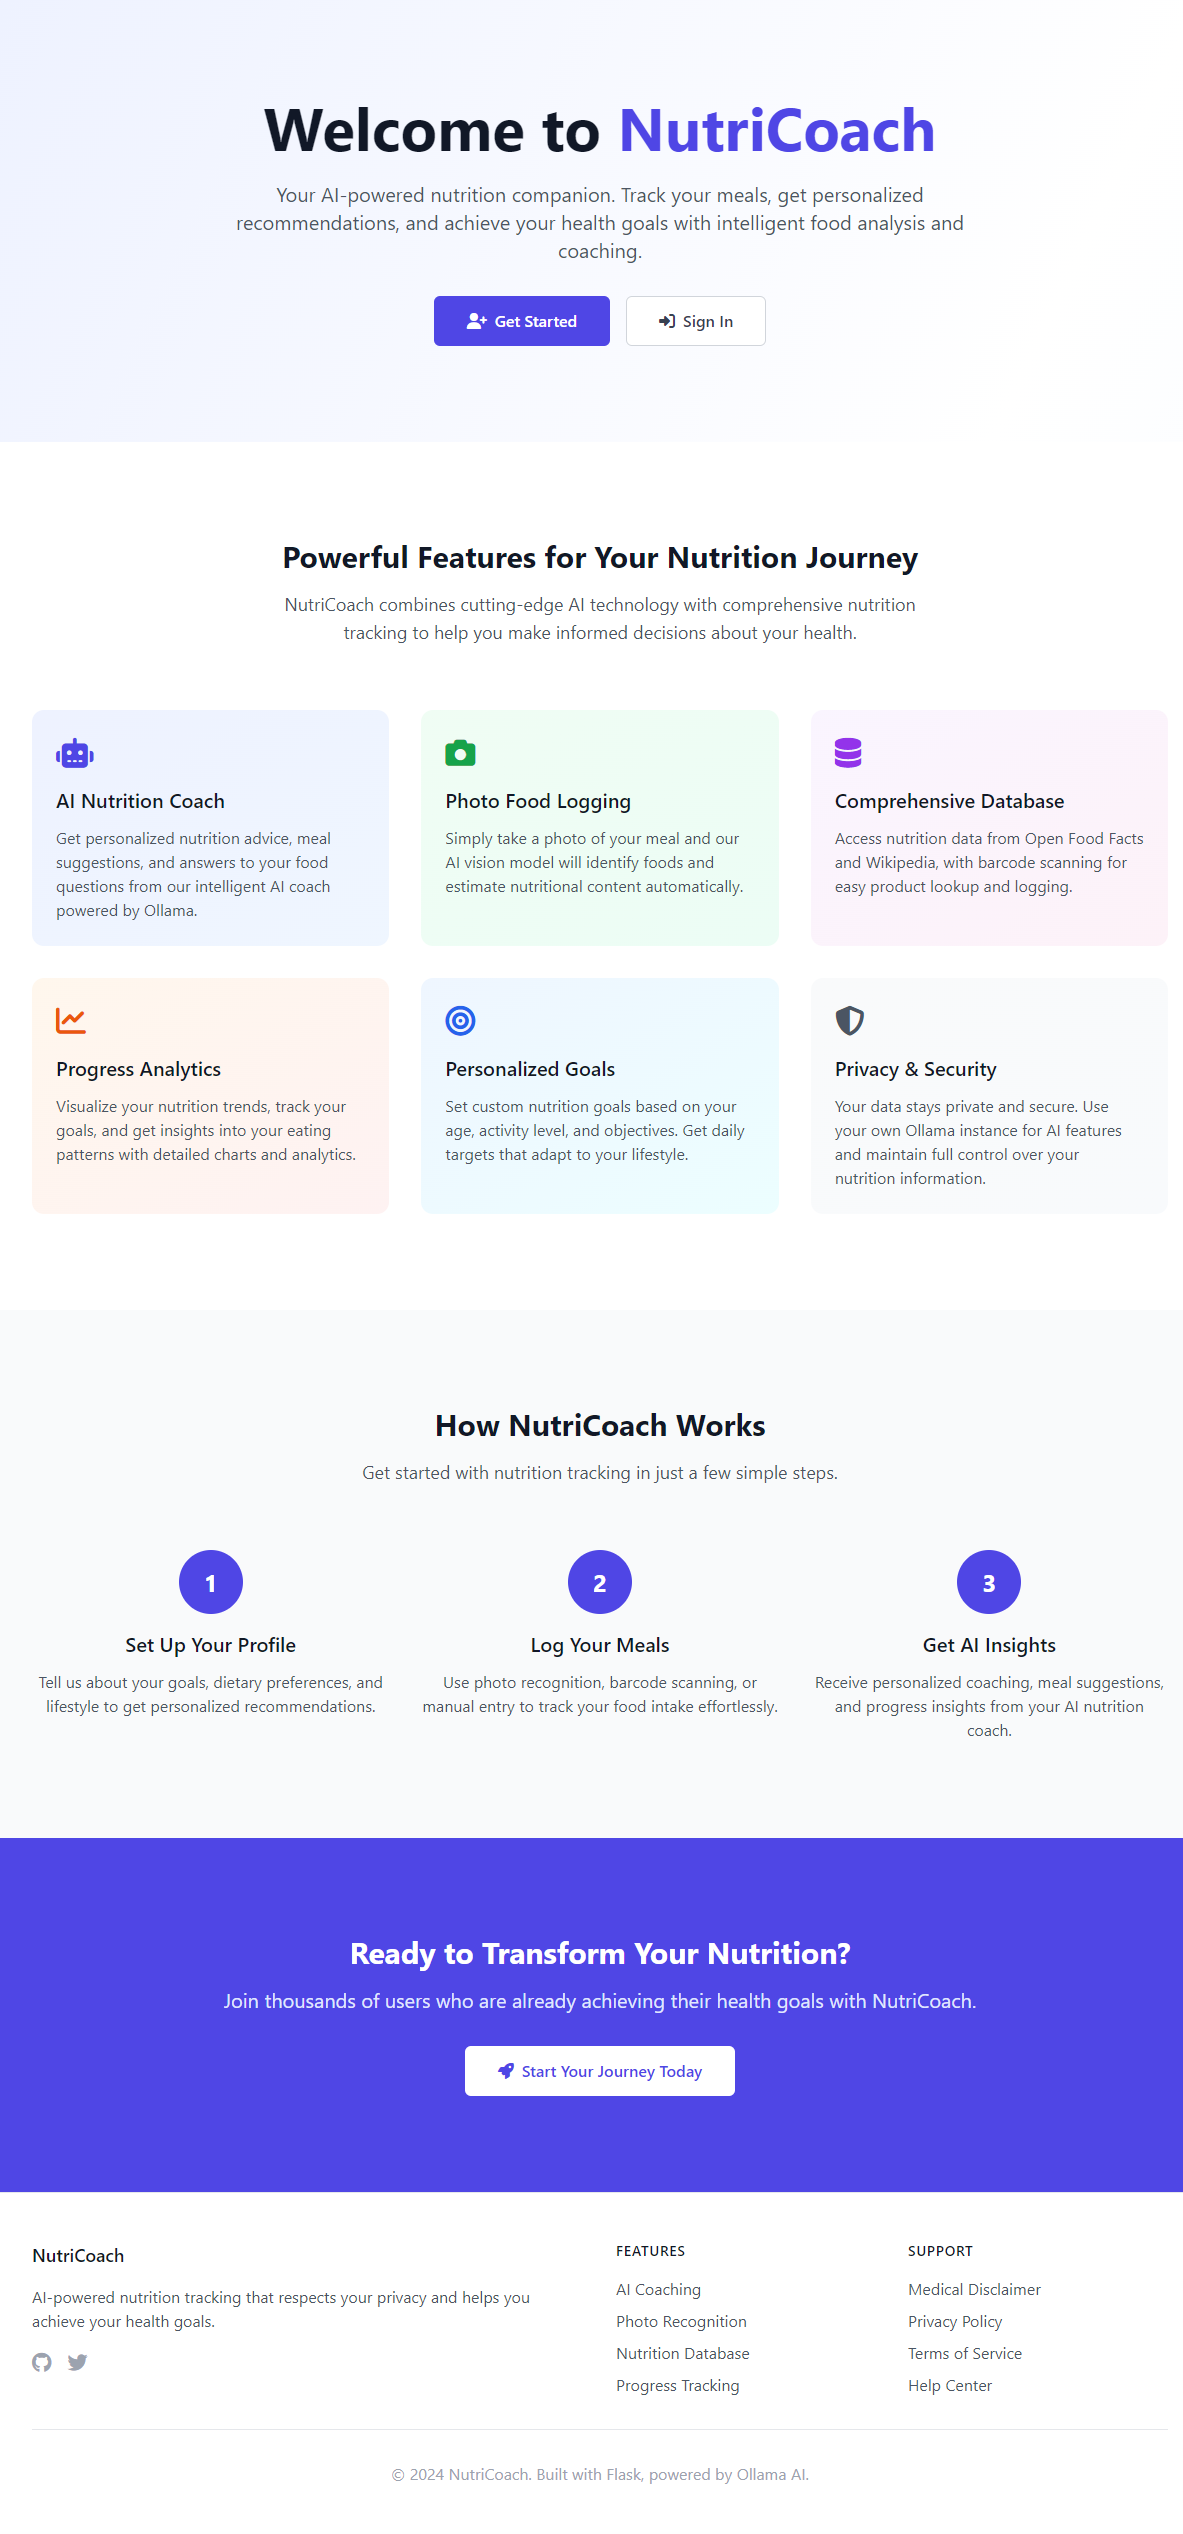 Welcome to NutriCoach
Your AI-powered nutrition companion. Track your meals, get personalized
recommendations, and achieve your health goals with intelligent food analysis and
coaching.
Get Started
Sign In
Powerful Features for Your Nutrition Journey
NutriCoach combines cutting-edge AI technology with comprehensive nutrition
tracking to help you make informed decisions about your health.
AI Nutrition Coach
Get personalized nutrition advice, meal
suggestions, and answers to your food
questions from our intelligent AI coach
powered by Ollama.
Photo Food Logging
Simply take a photo of your meal and our
AI vision model will identify foods and
estimate nutritional content automatically.
Comprehensive Database
Access nutrition data from Open Food Facts
and Wikipedia, with barcode scanning for
easy product lookup and logging.
Progress Analytics
Visualize your nutrition trends, track your
goals, and get insights into your eating
patterns with detailed charts and analytics.
Personalized Goals
Set custom nutrition goals based on your
age, activity level, and objectives. Get daily
targets that adapt to your lifestyle.
Privacy & Security
Your data stays private and secure. Use
your own Ollama instance for AI features
and maintain full control over your
nutrition information.
How NutriCoach Works
Get started with nutrition tracking in just a few simple steps.
1
Set Up Your Profile
Tell us about your goals, dietary preferences, and
lifestyle to get personalized recommendations.
2
Log Your Meals
Use photo recognition, barcode scanning, or
manual entry to track your food intake effortlessly.
3
Get AI Insights
Receive personalized coaching, meal suggestions,
and progress insights from your AI nutrition
coach.
Ready to Transform Your Nutrition?
Join thousands of users who are already achieving their health goals with NutriCoach.
Start Your Journey Today
NutriCoach
AI-powered nutrition tracking that respects your privacy and helps you
achieve your health goals.
FEATURES
AI Coaching
Photo Recognition
Nutrition Database
Progress Tracking
SUPPORT
Medical Disclaimer
Privacy Policy
Terms of Service
Help Center
© 2024 NutriCoach. Built with Flask, powered by Ollama AI.